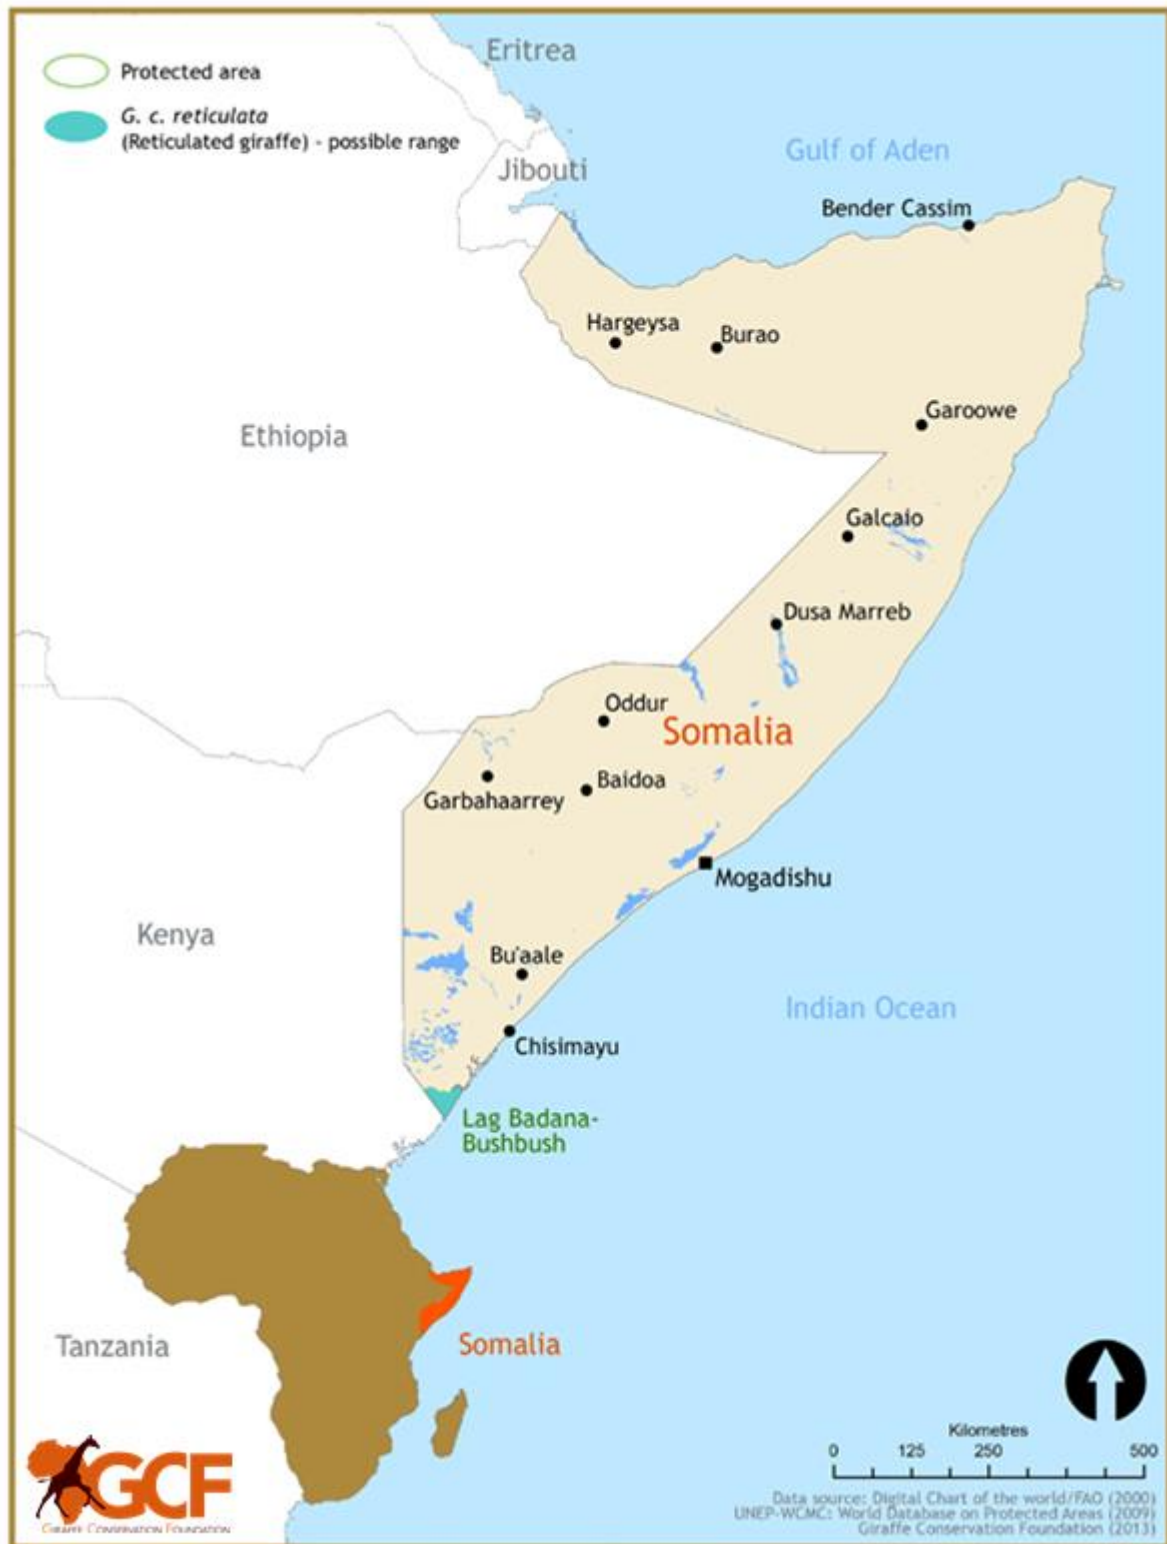 Protected area
G. c. reticulata
(Reticulated giraffe) - possible range
Eritrea
Jibouti
Gulf of Aden
Bender Cassim
Hargeysa
Burao
Garoowe
Ethiopia
Galcaio
Dusa Marreb
Oddur
Somalia
Garbahaarrey
Baidoa
Mogadishu
Kenya
Bu'aale
Indian Ocean
Chisimayu
Lag Badana-
Bushbush
Tanzania
Somalia
GCF
GIRAFFE CONSERVATION FOUNDATION
Kilometres
0 125 250 500
Data source: Digital Chart of the world/FAO (2000)
UNEP-WCMC: World Database on Protected Areas (2009)
Giraffe Conservation Foundation (2013)